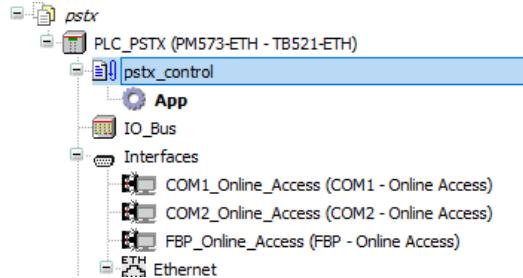 pstx
PLC_PSTX (PM573-ETH - TB521-ETH)
pstx_control
App
IO_Bus
Interfaces
COM1_Online_Access (COM1 - Online Access)
COM2_Online_Access (COM2 - Online Access)
FBP_Online_Access (FBP - Online Access)
ETH Ethernet